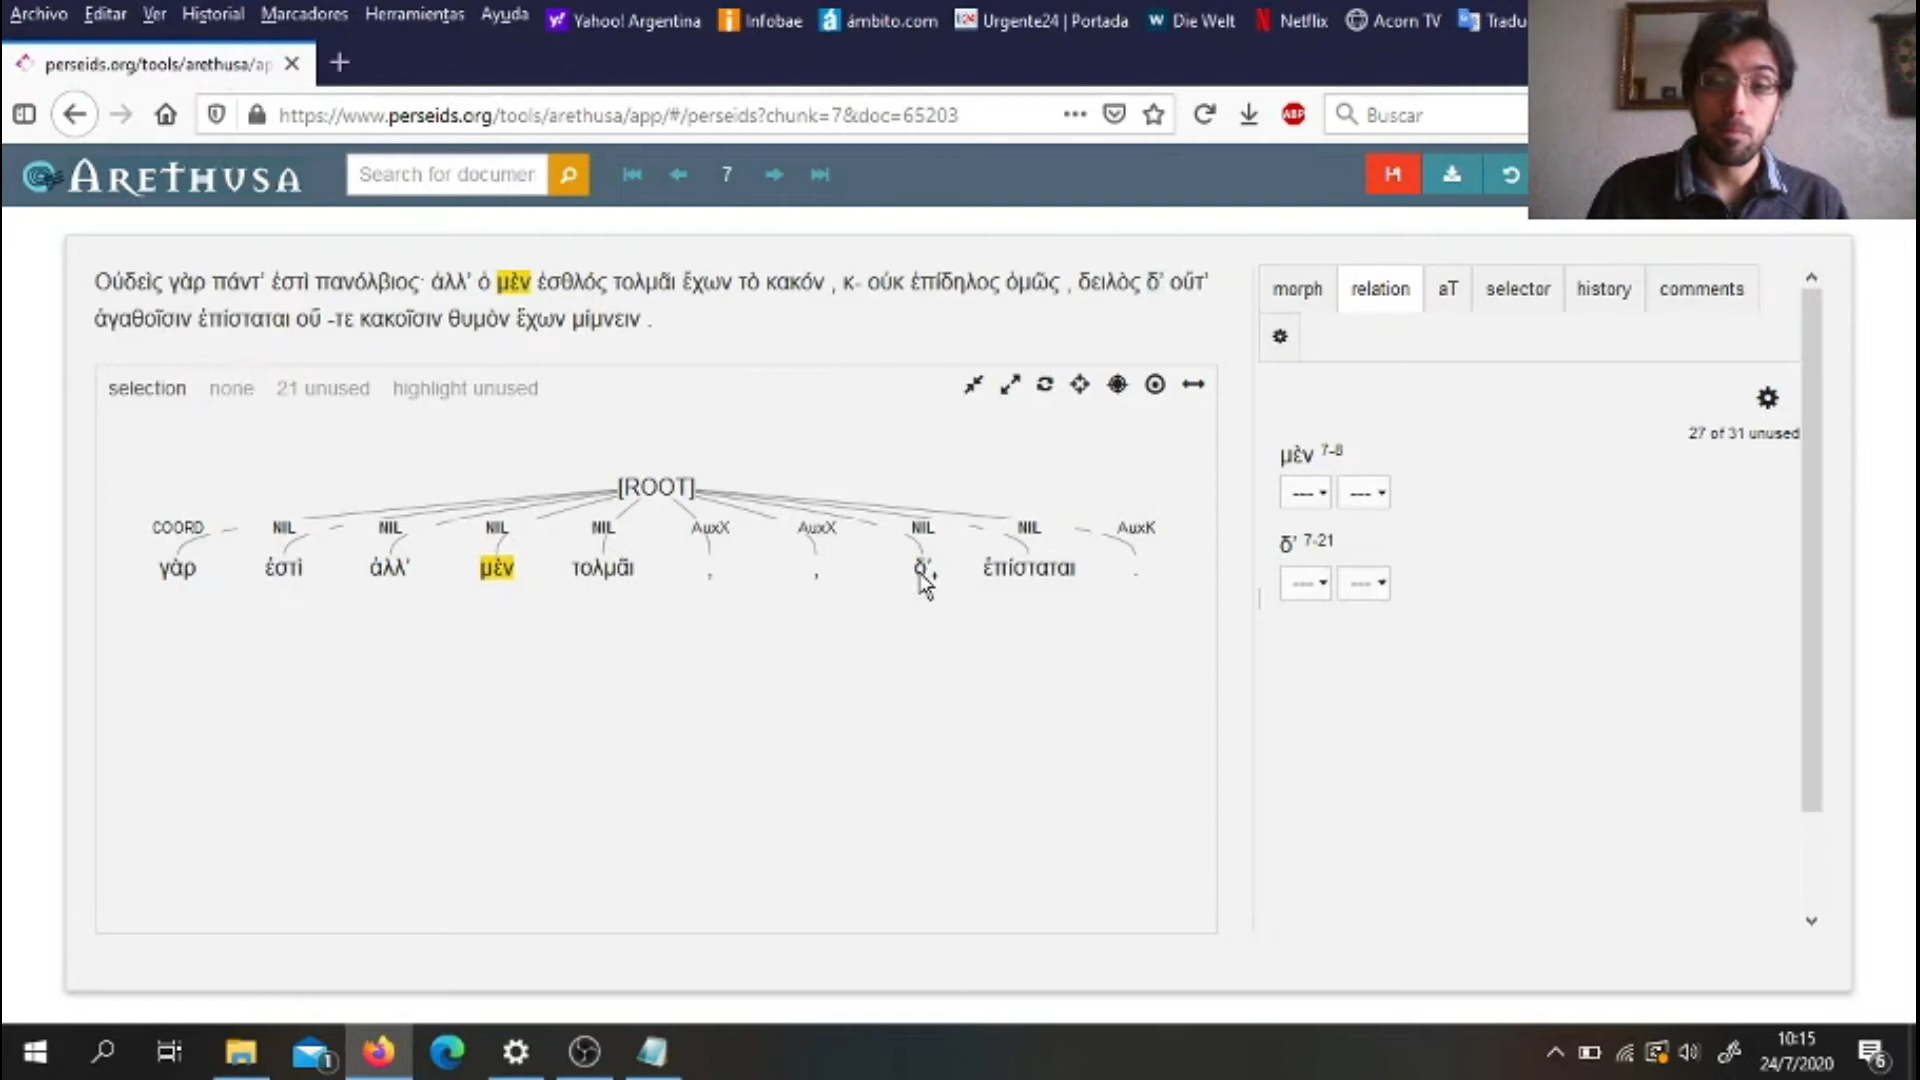 Archivo Editar Ver Historial Marcadores Herramientas Ayuda Yahoo! Argentina Infobae ámbito.com Urgente24 | Portada Die Welt Netflix Acorn TV Tradu
perseids.org/tools/arethusa/ap
https://www.perseids.org/tools/arethusa/app/#/perseids?chunk=7&doc=65203 ABP Buscar
ARETHUSA Search for documen 7
Οὐδεὶς γὰρ πάντ' ἐστὶ πανόλβιος· ἀλλ' ὁ μὲν ἐσθλός τολμᾶι ἔχων τὸ κακόν , κ- οὐκ ἐπίδηλος ὁμῶς , δειλὸς δ' οὔτ'
ἀγαθοῖσιν ἐπίσταται οὔ -τε κακοῖσιν θυμὸν ἔχων μίμνειν .
selection none 21 unused highlight unused
[ROOT]
COORD NIL NIL NIL NIL AuxX AuxX NIL NIL AuxK
γὰρ ἐστὶ ἀλλ' μὲν τολμᾶι , , δ' ἐπίσταται .
morph relation aT selector history comments
27 of 31 unused
μὲν 7-8
--- ---
δ' 7-21
--- ---
1
10:15
24/7/2020
6